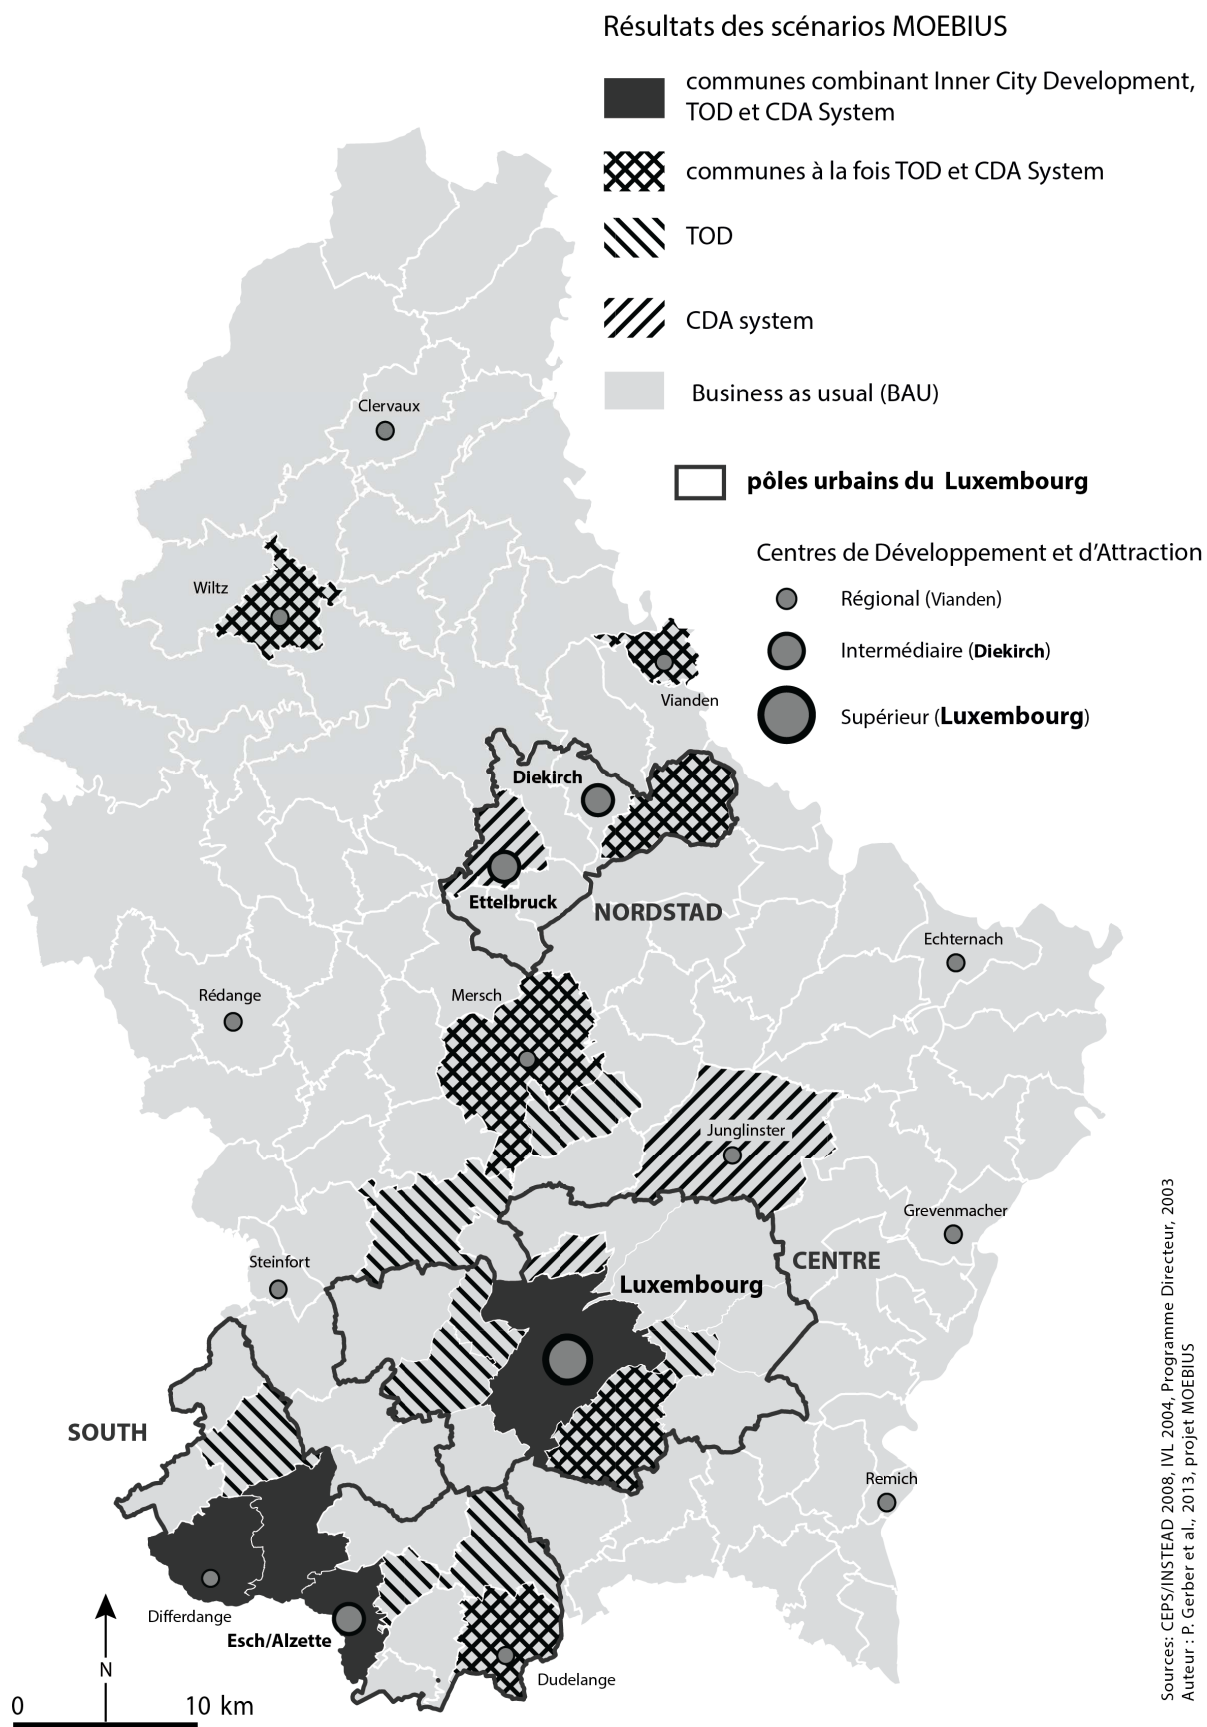 Résultats des scénarios MOEBIUS
communes combinant Inner City Development,
TOD et CDA System
communes à la fois TOD et CDA System
TOD
CDA system
Business as usual (BAU)
pôles urbains du Luxembourg
Centres de Développement et d'Attraction
Régional (Vianden)
Intermédiaire (Diekirch)
Supérieur (Luxembourg)
Clervaux
Wiltz
Vianden
Diekirch
Ettelbruck
NORDSTAD
Echternach
Rédange
Mersch
Junglinster
Grevenmacher
Steinfort
CENTRE
Luxembourg
SOUTH
Remich
Differdange
Esch/Alzette
Dudelange
N
0 10 km
Sources: CEPS/INSTEAD 2008, IVL 2004, Programme Directeur, 2003
Auteur : P. Gerber et al., 2013, projet MOEBIUS